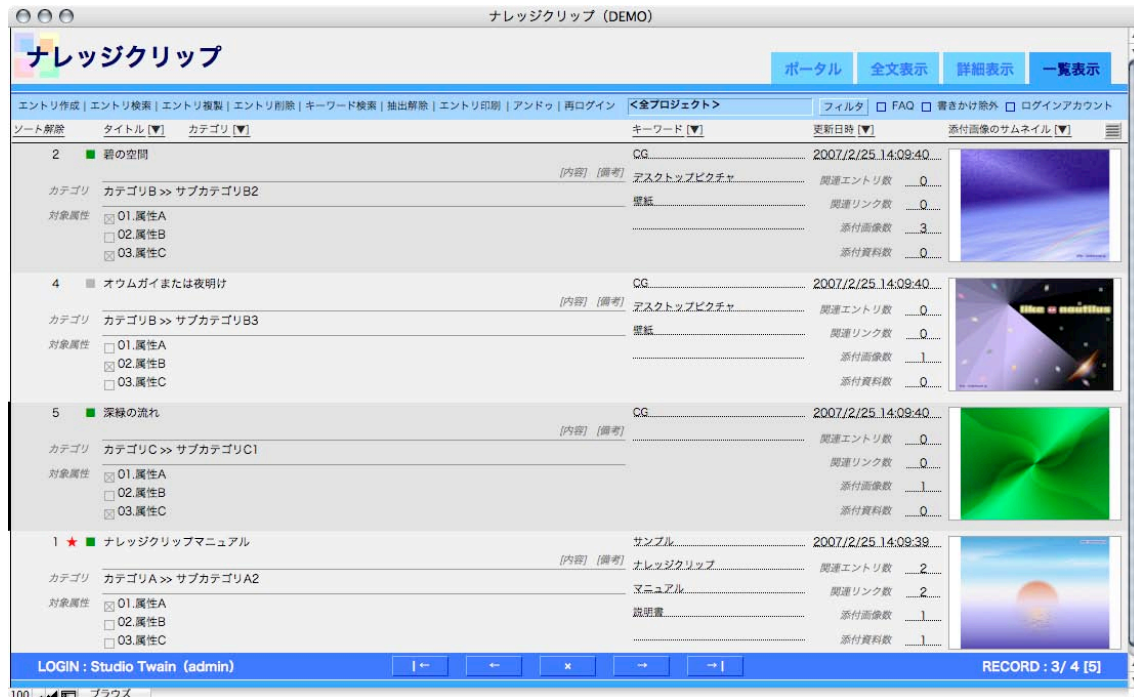 ナレッジクリップ（DEMO）
ナレッジクリップ
ポータル 全文表示 詳細表示 一覧表示
エントリ作成 | エントリ検索 | エントリ複製 | エントリ削除 | キーワード検索 | 抽出解除 | エントリ印刷 | アンドゥ | 再ログイン <全プロジェクト> フィルタ FAQ 書きかけ除外 ログインアカウント
ソート解除 タイトル [▼] カテゴリ [▼] キーワード [▼] 更新日時 [▼] 添付画像のサムネイル [▼]
2 碧の空間 CG 2007/2/25 14:09:40
[内容] [備考] デスクトップピクチャ 関連エントリ数 0
カテゴリ カテゴリB >> サブカテゴリB2 壁紙 関連リンク数 0
対象属性 01.属性A
02.属性B 添付画像数 3
03.属性C 添付資料数 0
4 オウムガイまたは夜明け CG 2007/2/25 14:09:40
[内容] [備考] デスクトップピクチャ 関連エントリ数 0
like a nautilus
カテゴリ カテゴリB >> サブカテゴリB3 壁紙 関連リンク数 0
対象属性 01.属性A
02.属性B 添付画像数 1
03.属性C 添付資料数 0
5 深緑の流れ CG 2007/2/25 14:09:40
[内容] [備考] 関連エントリ数 0
カテゴリ カテゴリC >> サブカテゴリC1 関連リンク数 0
対象属性 01.属性A
02.属性B 添付画像数 1
03.属性C 添付資料数 0
1 ★ ナレッジクリップマニュアル サンプル 2007/2/25 14:09:39
[内容] [備考] ナレッジクリップ 関連エントリ数 2
カテゴリ カテゴリA >> サブカテゴリA2 マニュアル 関連リンク数 2
対象属性 01.属性A 説明書
02.属性B 添付画像数 1
03.属性C 添付資料数 1
LOGIN : Studio Twain（admin） |← ← × → →| RECORD : 3/ 4 [5]
100 ブラウズ